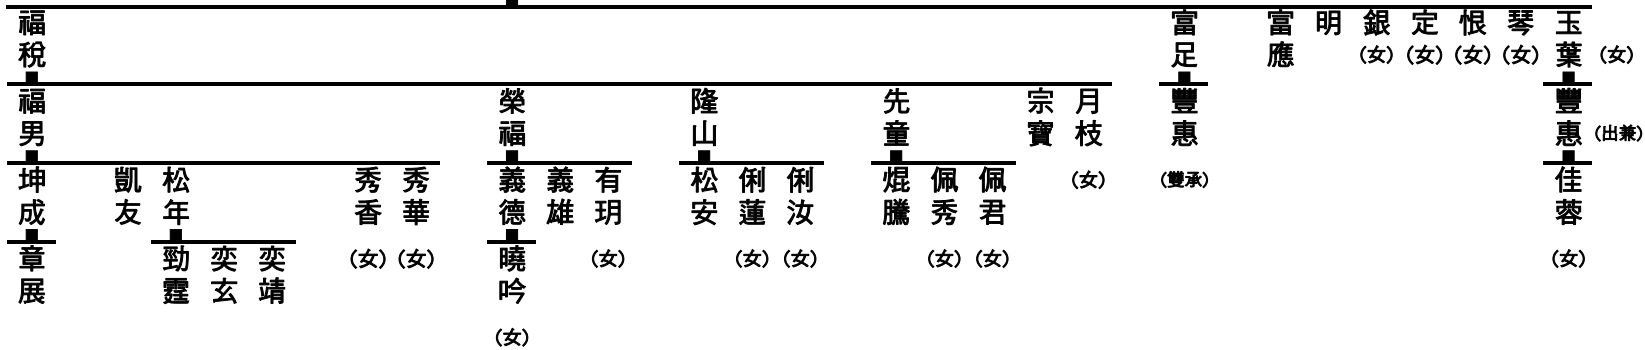 福稅 富足 富應 明 銀(女) 定(女) 恨(女) 琴(女) 玉葉(女)
福男 榮福 隆山 先童 宗寶 月枝(女) 豐惠(雙承) 豐惠(出兼)
坤成 凱友 松年 秀香(女) 秀華(女) 義德 義雄 有玥(女) 松安 俐蓮(女) 俐汝(女) 焜騰 佩秀(女) 佩君(女) 佳蓉(女)
章展 勁霆 奕玄 奕靖 曉吟(女)